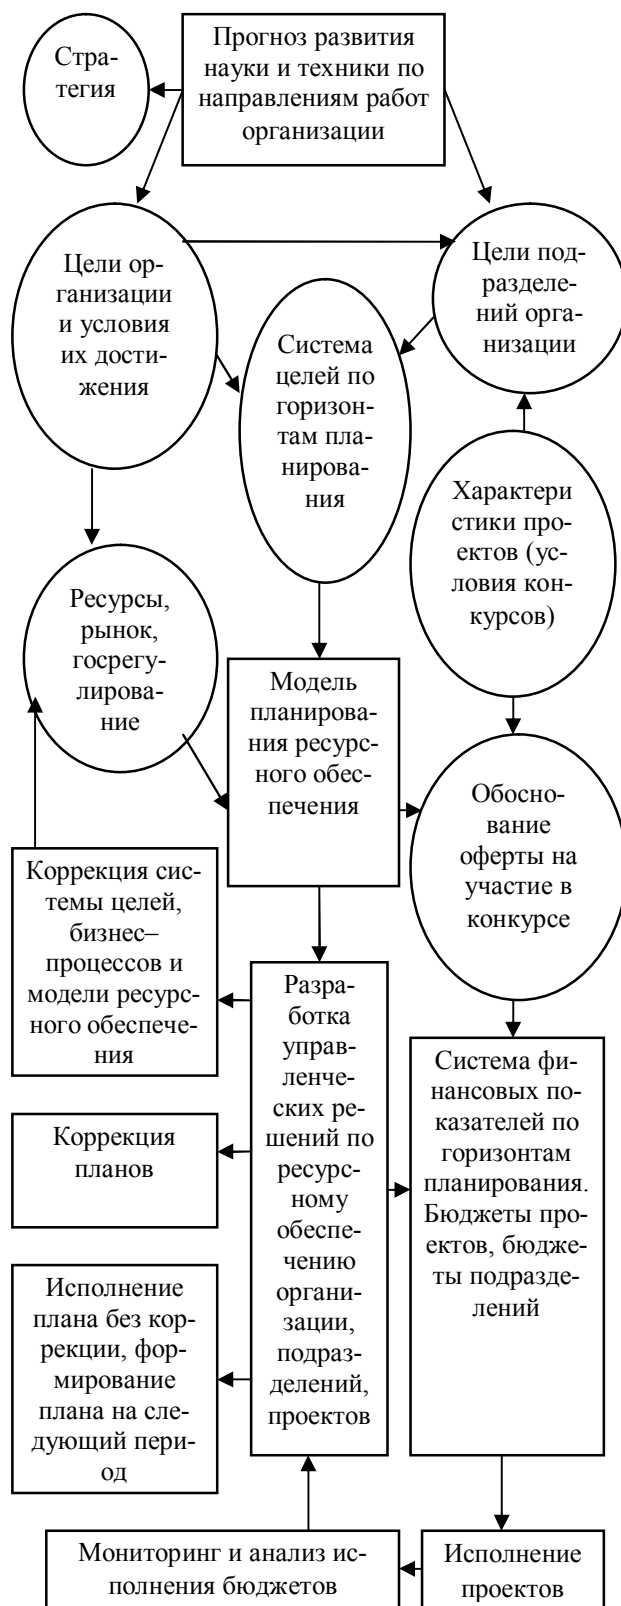 Стра-
тегия
Прогноз развития
науки и техники по
направлениям работ
организации
Цели ор-
ганизации
и условия
их дости-
жения
Цели под-
разделе-
ний орга-
низации
Система
целей по
горизон-
там пла-
нирова-
ния
Характери
стики про-
ектов (ус-
ловия кон-
курсов)
Ресурсы,
рынок,
госрегу-
лирова-
ние
Модель
планирова-
ния ресурс-
ного обес-
печения
Обосно-
вание
оферты на
участие в
конкурсе
Коррекция сис-
темы целей,
бизнес–
процессов и
модели ресурс-
ного обеспече-
ния
Разра-
ботка
управ-
ленче-
ских ре-
шений по
ресурс-
ному
обеспе-
чению
органи-
зации,
подраз-
делений,
проектов
Система фи-
нансовых по-
казателей по
горизонтам
планирования.
Бюджеты про-
ектов, бюдже-
ты подразде-
лений
Коррекция
планов
Исполнение
плана без кор-
рекции, фор-
мирование
плана на сле-
дующий пери-
од
Мониторинг и анализ ис-
полнения бюджетов
Исполнение
проектов